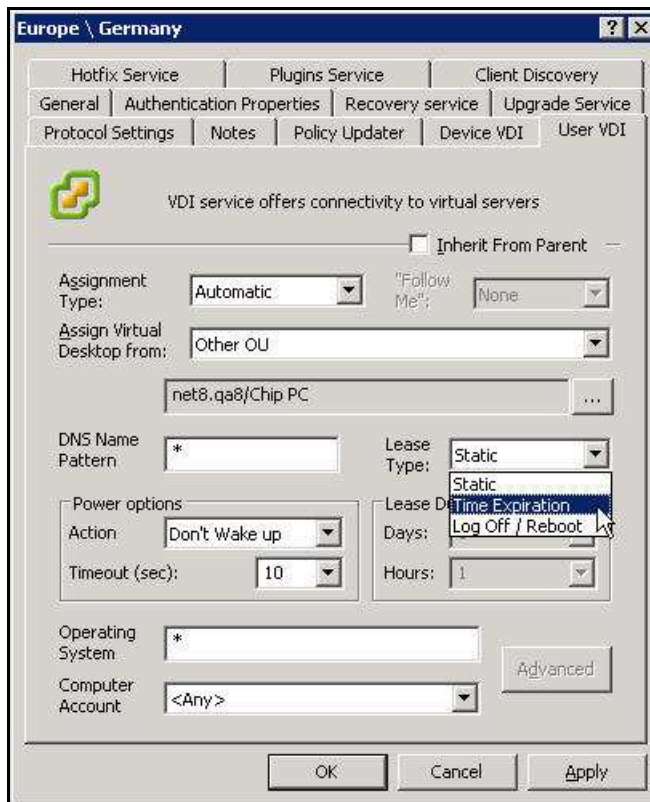 Europe \ Germany
Hotfix Service Plugins Service Client Discovery
General Authentication Properties Recovery service Upgrade Service
Protocol Settings Notes Policy Updater Device VDI User VDI
VDI service offers connectivity to virtual servers
Inherit From Parent
Assignment Type: Automatic "Follow Me": None
Assign Virtual Desktop from: Other OU
net8.qa8/Chip PC ...
DNS Name Pattern * Lease Type: Static
Static
Time Expiration
Log Off / Reboot
Power options Lease D
Action Don't Wake up Days:
Timeout (sec): 10 Hours: 1
Operating System *
Advanced
Computer Account <Any>
OK Cancel Apply